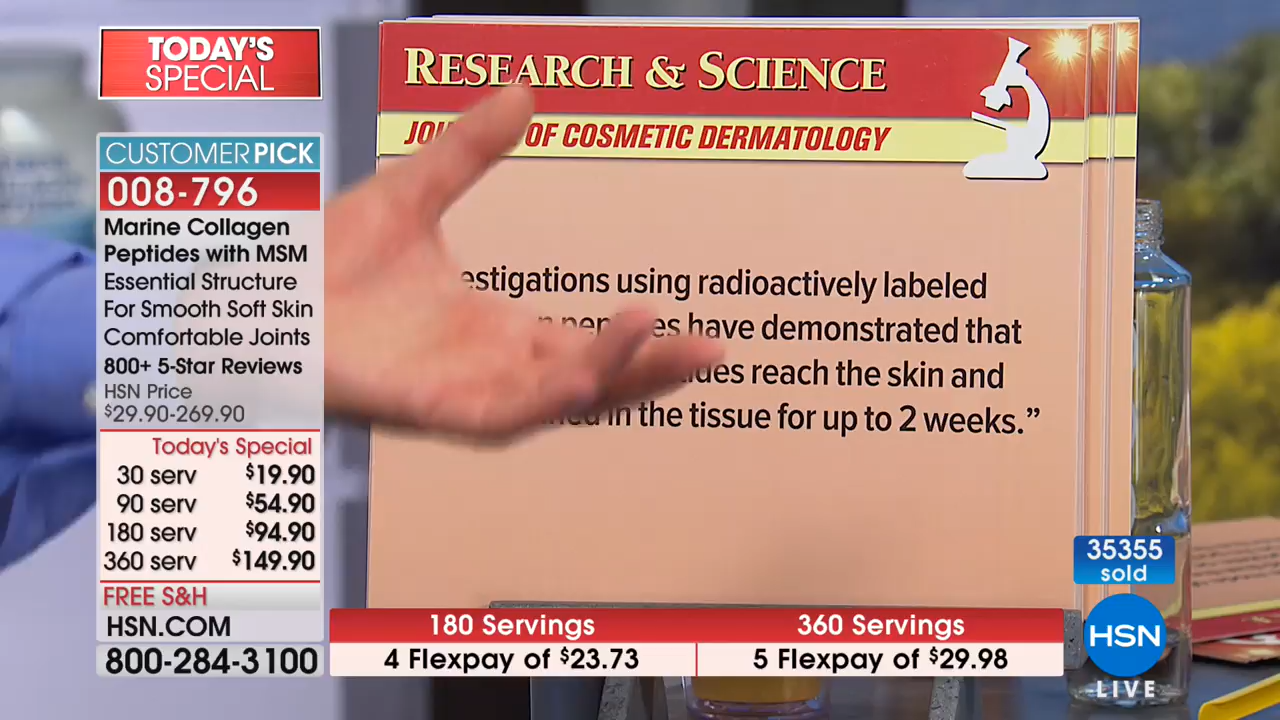 TODAY'S
SPECIAL
CUSTOMER PICK
008-796
Marine Collagen
Peptides with MSM
Essential Structure
For Smooth Soft Skin
Comfortable Joints
800+ 5-Star Reviews
HSN Price
$29.90-269.90
Today's Special
30 serv $19.90
90 serv $54.90
180 serv $94.90
360 serv $149.90
FREE S&H
HSN.COM
800-284-3100
RESEARCH & SCIENCE
OF COSMETIC DERMATOLOGY
using radioactively labeled
have demonstrated that
reach the skin and
in the tissue for up to 2 weeks.”
35355
sold
HSN
LIVE
180 Servings
4 Flexpay of $23.73
360 Servings
5 Flexpay of $29.98